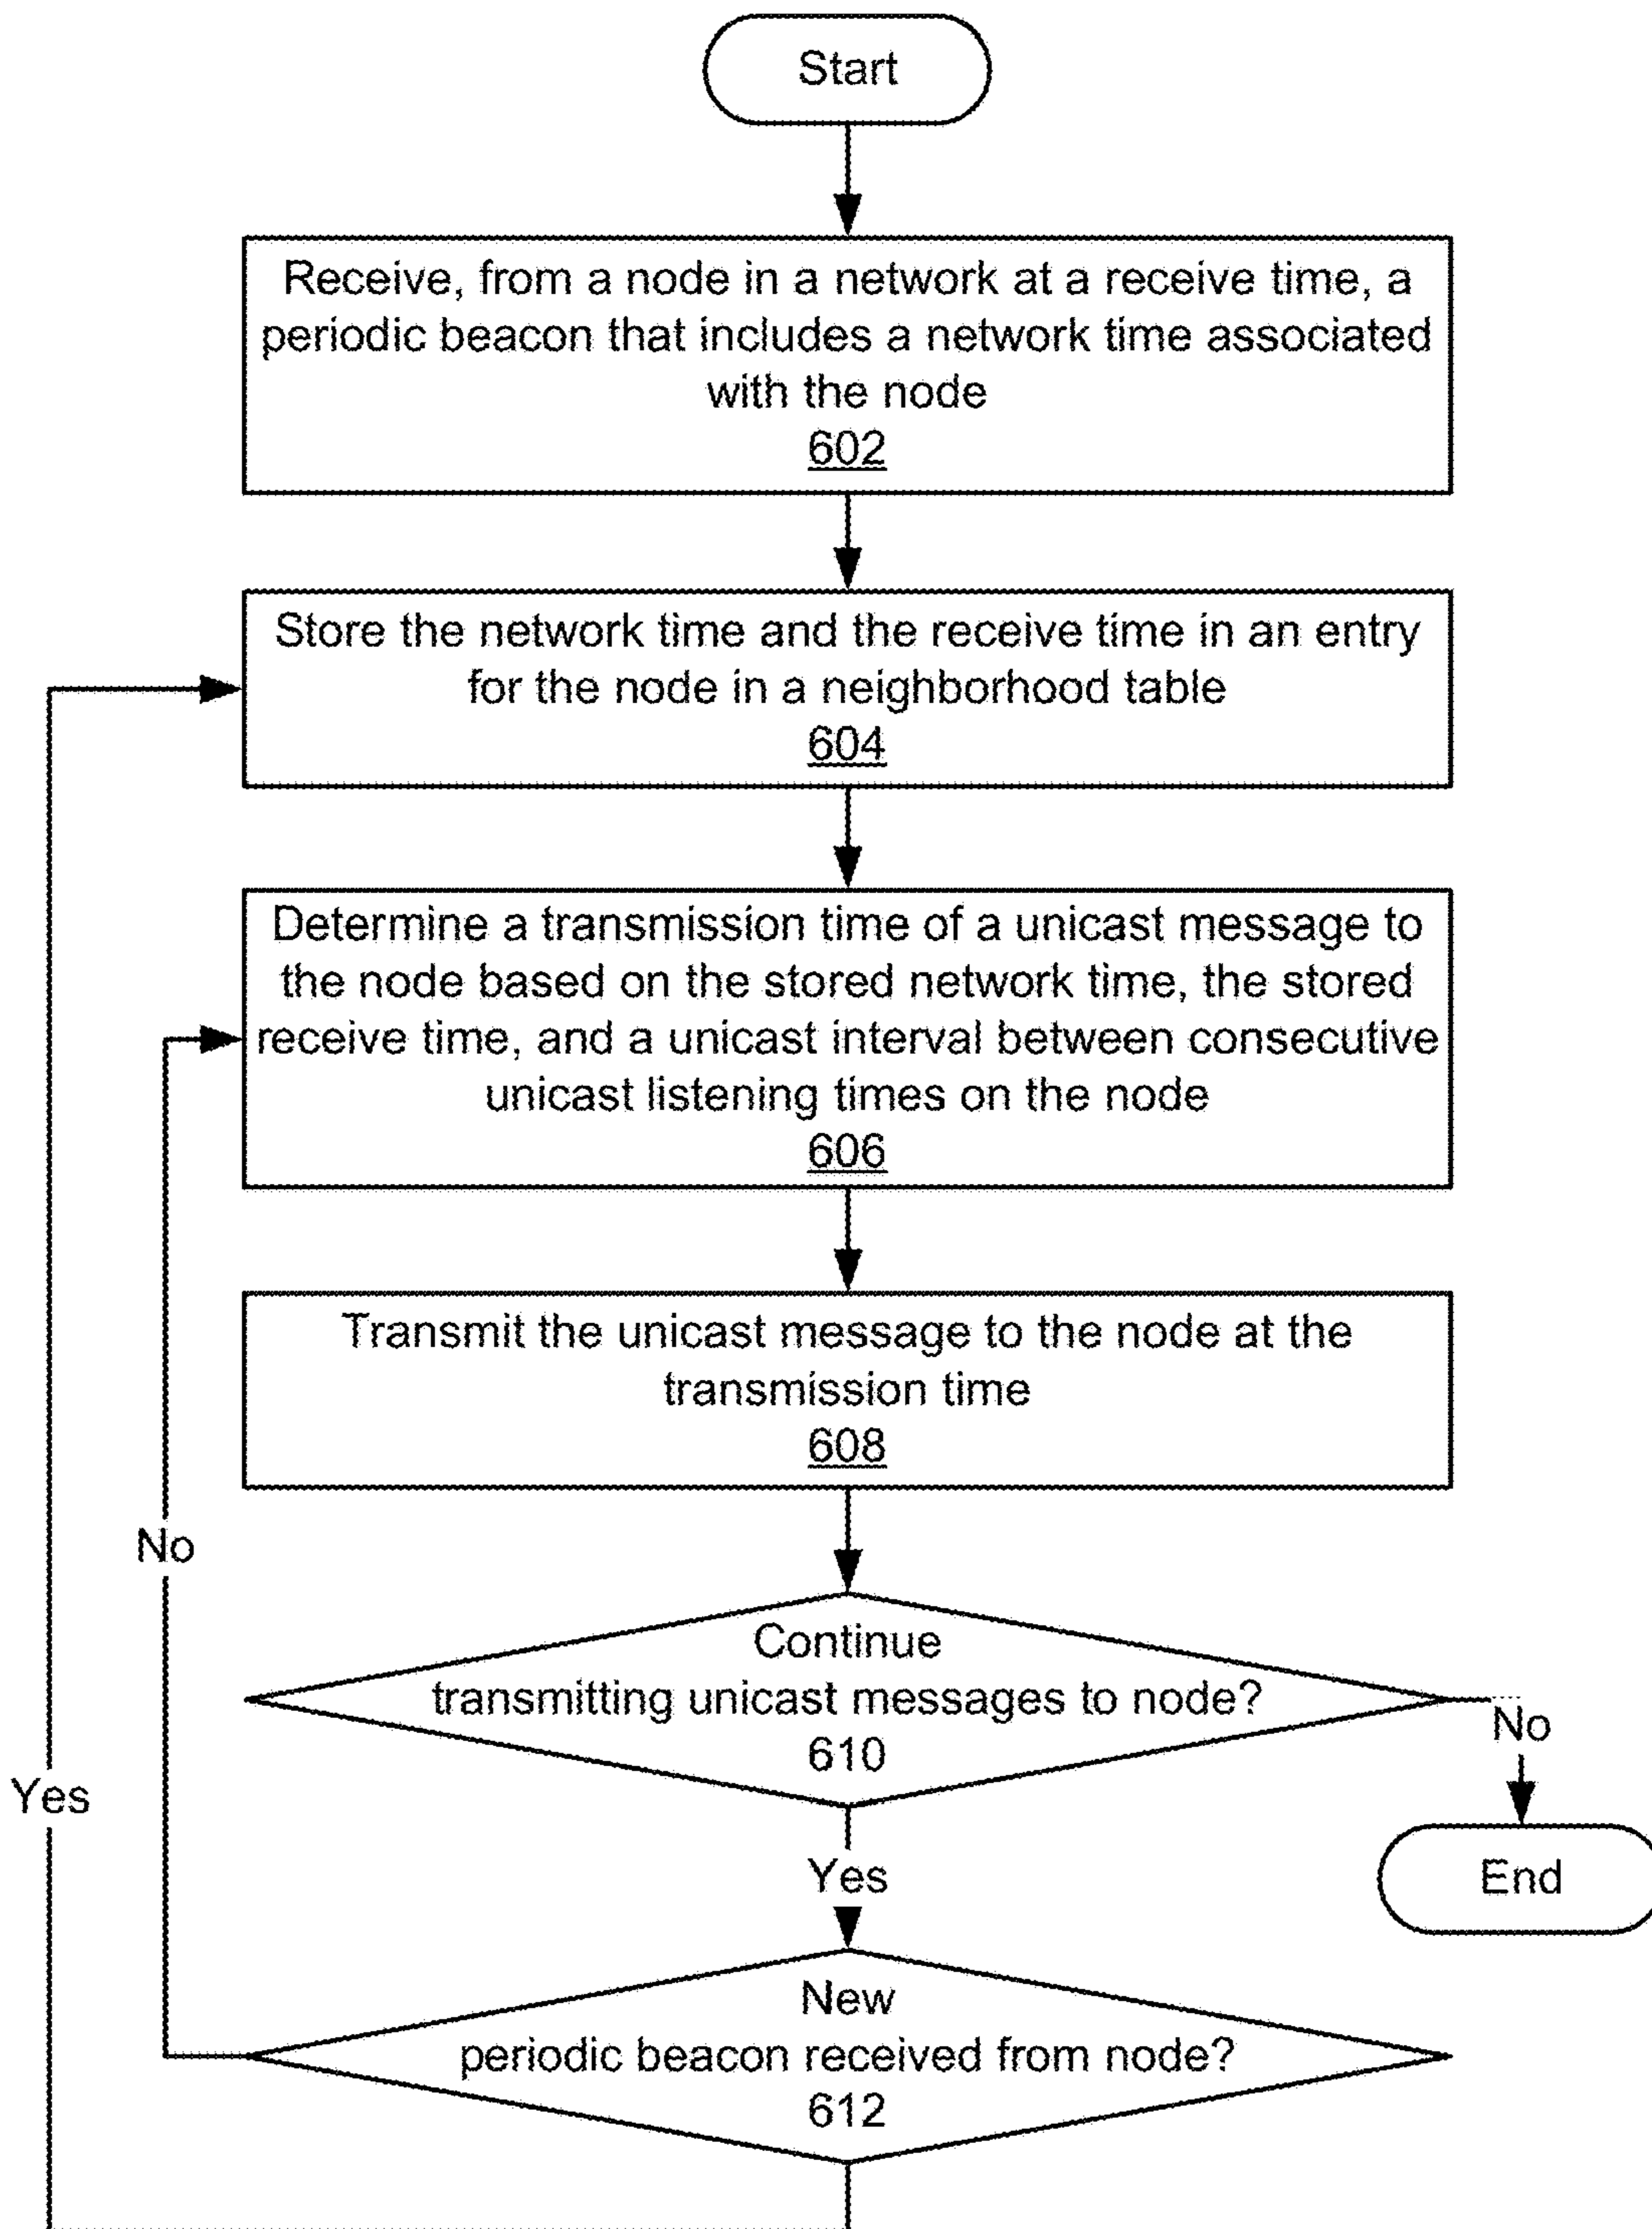 Start
Receive, from a node in a network at a receive time, a
periodic beacon that includes a network time associated
with the node
602
Store the network time and the receive time in an entry
for the node in a neighborhood table
604
Determine a transmission time of a unicast message to
the node based on the stored network time, the stored
receive time, and a unicast interval between consecutive
unicast listening times on the node
606
Transmit the unicast message to the node at the
transmission time
608
No
Continue
transmitting unicast messages to node?
610
No
Yes
Yes
End
New
periodic beacon received from node?
612